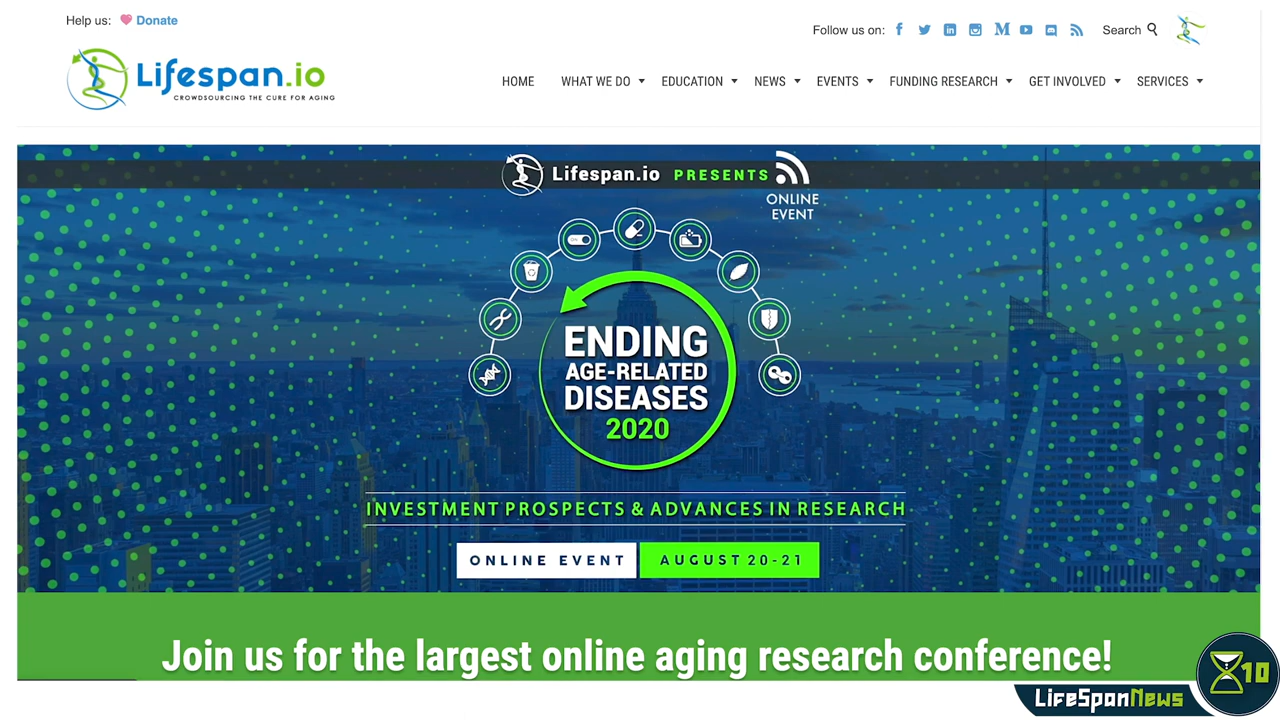 Help us: Donate
Follow us on:
Search
Lifespan.io
CROWDSOURCING THE CURE FOR AGING
HOME
WHAT WE DO
EDUCATION
NEWS
EVENTS
FUNDING RESEARCH
GET INVOLVED
SERVICES
Lifespan.io PRESENTS
ONLINE
EVENT
ENDING
AGE-RELATED
DISEASES
2020
INVESTMENT PROSPECTS & ADVANCES IN RESEARCH
ONLINE EVENT
AUGUST 20-21
Join us for the largest online aging research conference!
LifeSpanNews
10